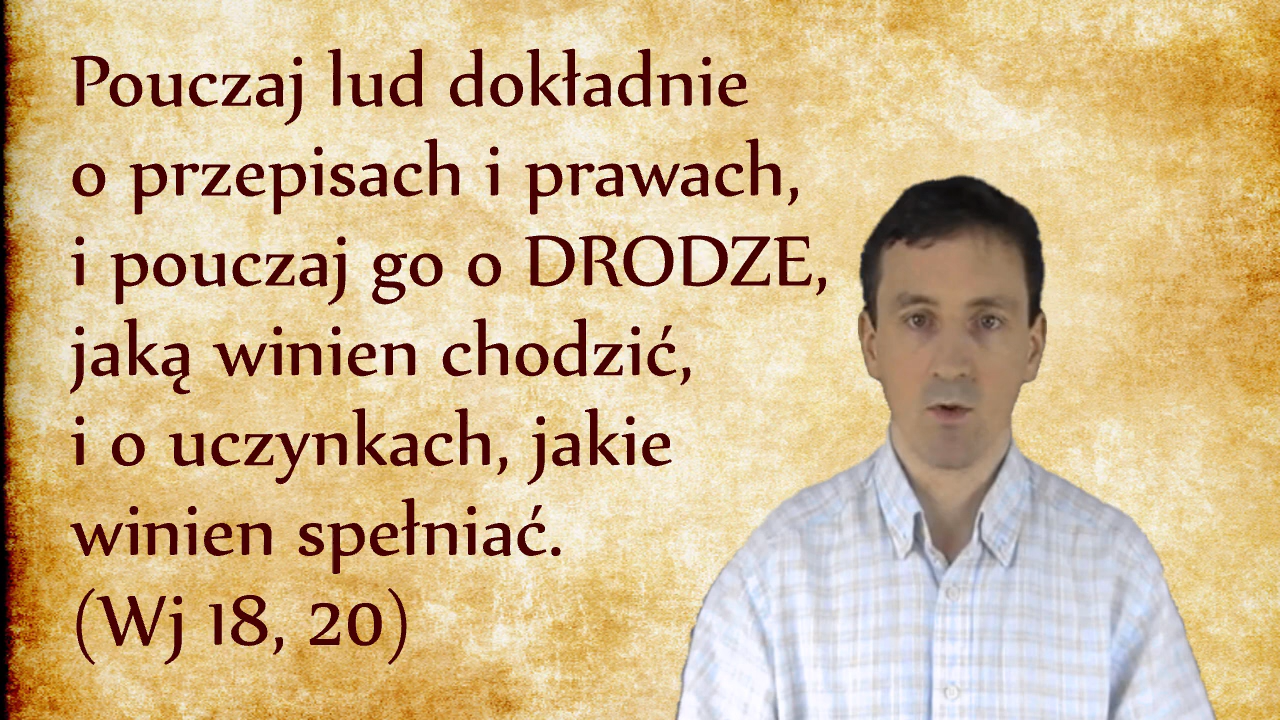 Pouczaj lud dokładnie
o przepisach i prawach,
i pouczaj go o DRODZE,
jaką winien chodzić,
i o uczynkach, jakie
winien spełniać.
(Wj 18, 20)